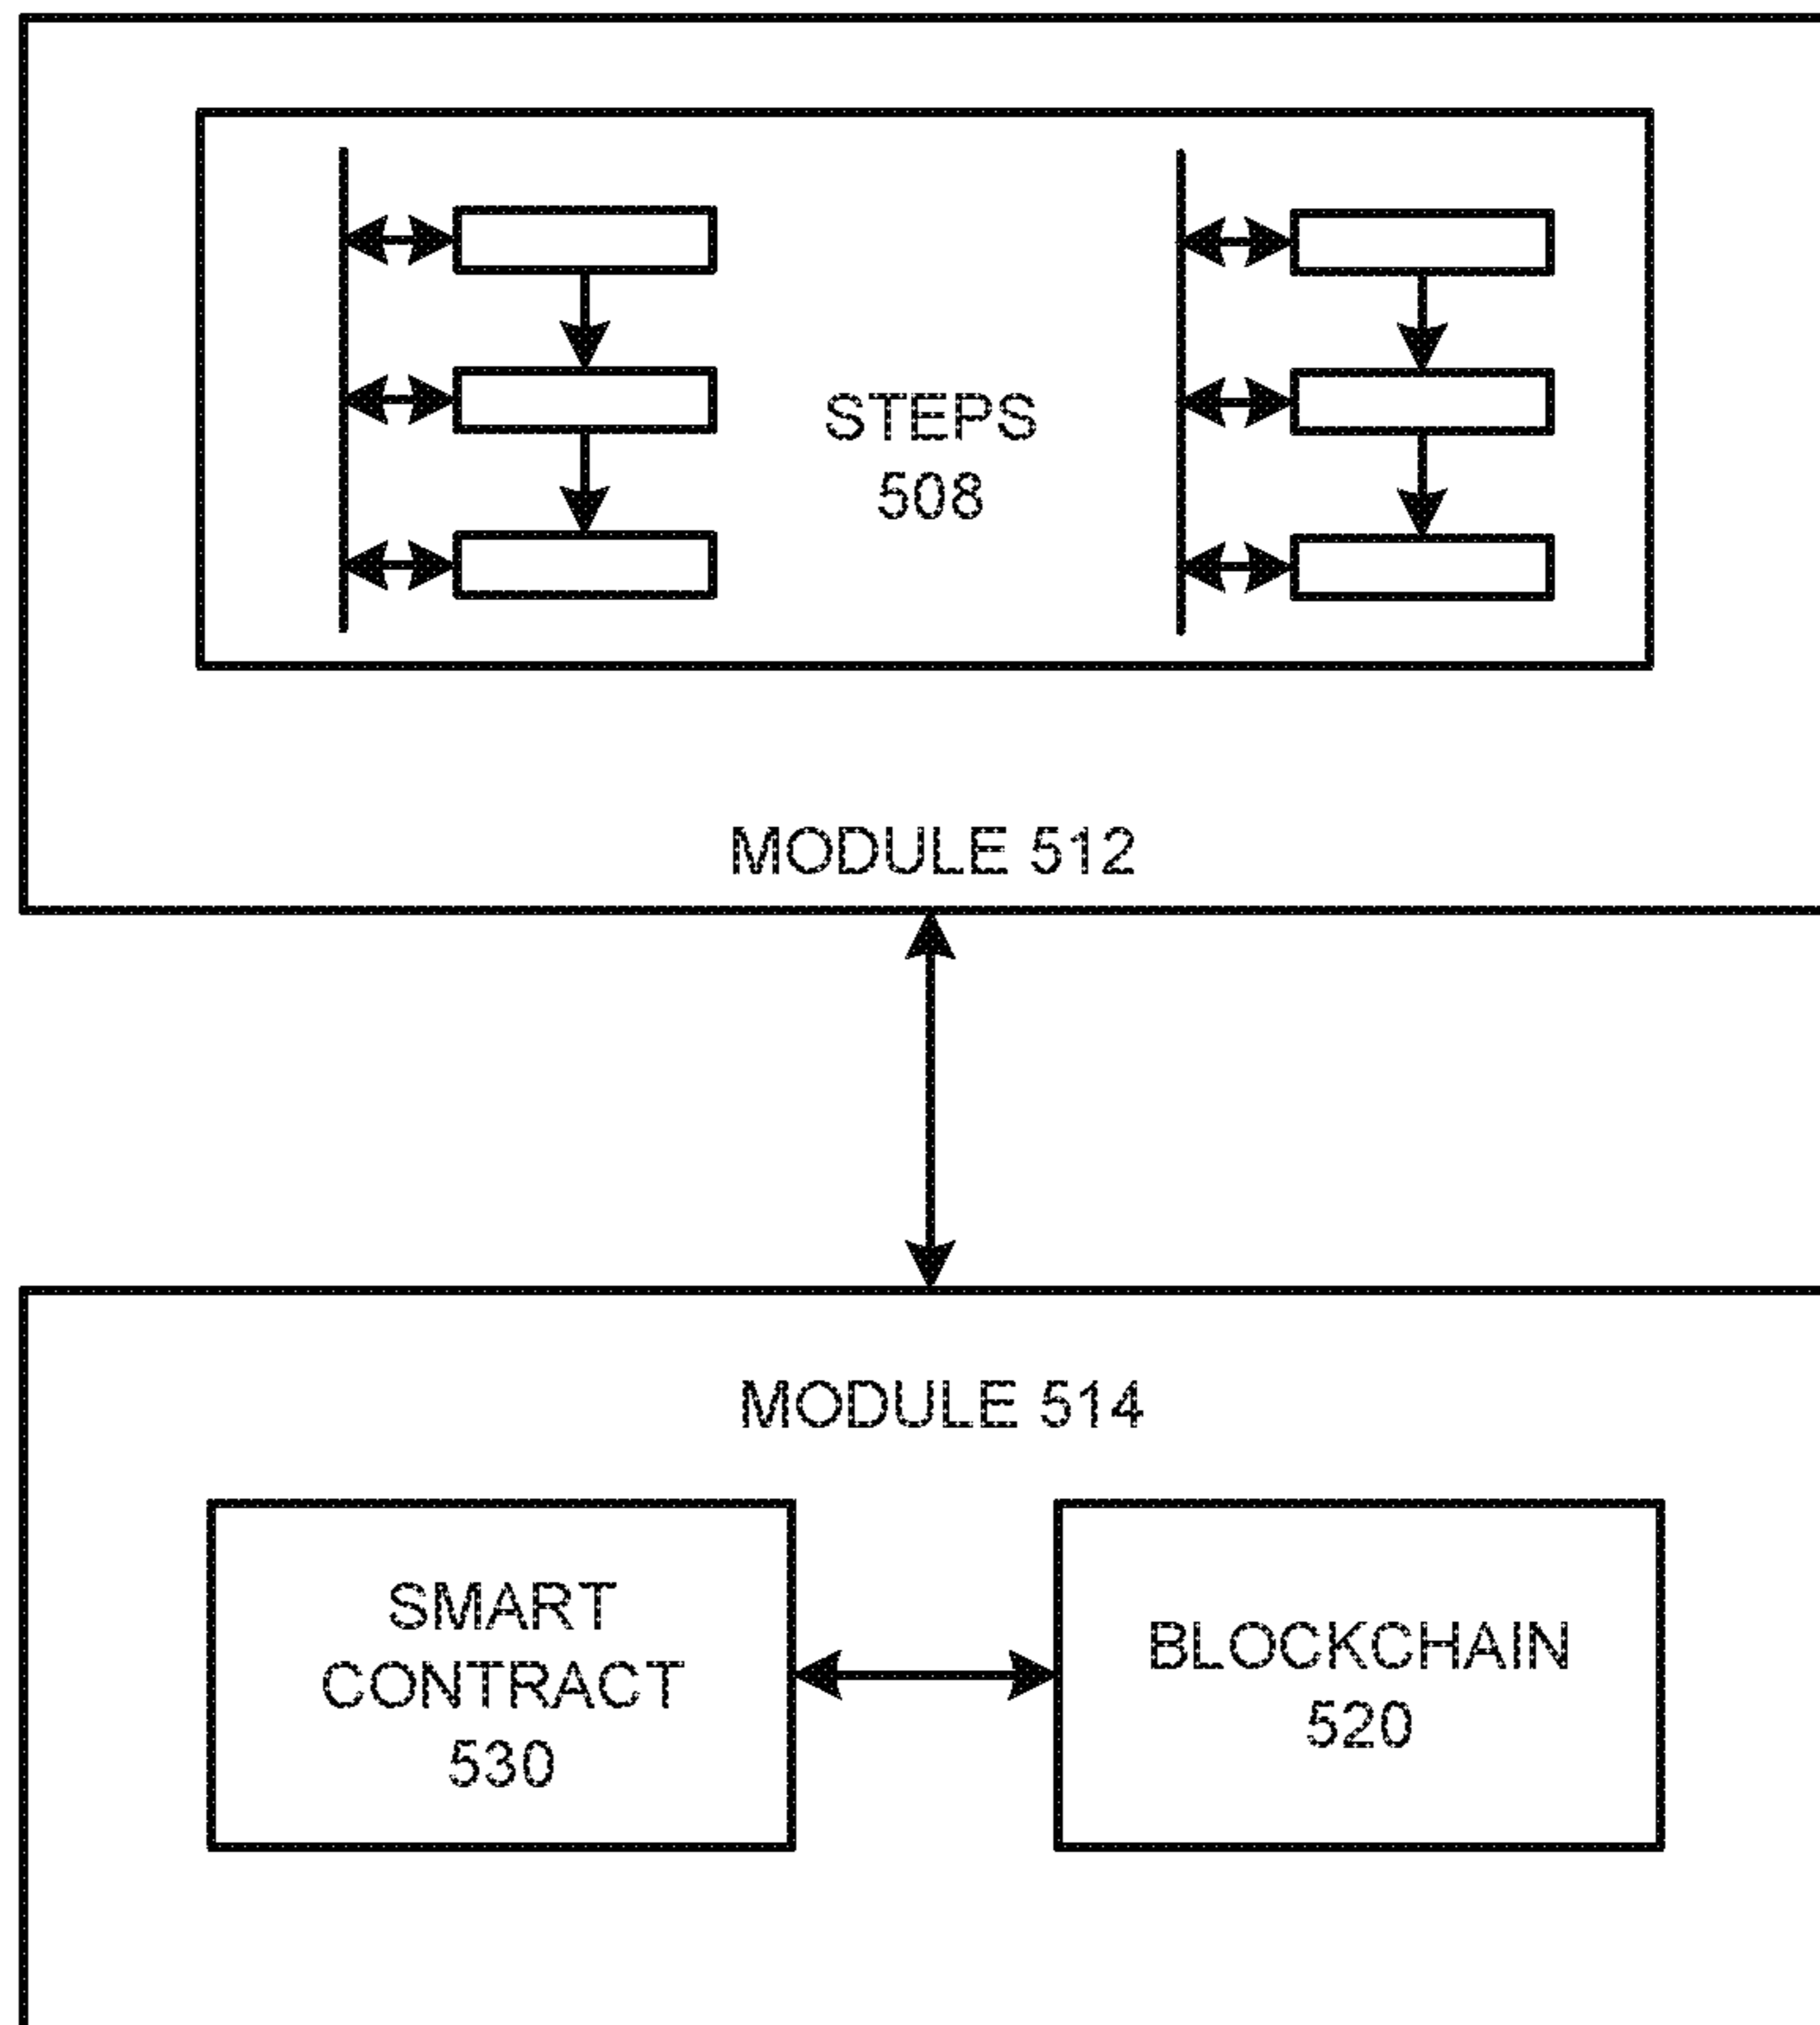 STEPS
508
MODULE 512
MODULE 514
SMART
CONTRACT
530
BLOCKCHAIN
520